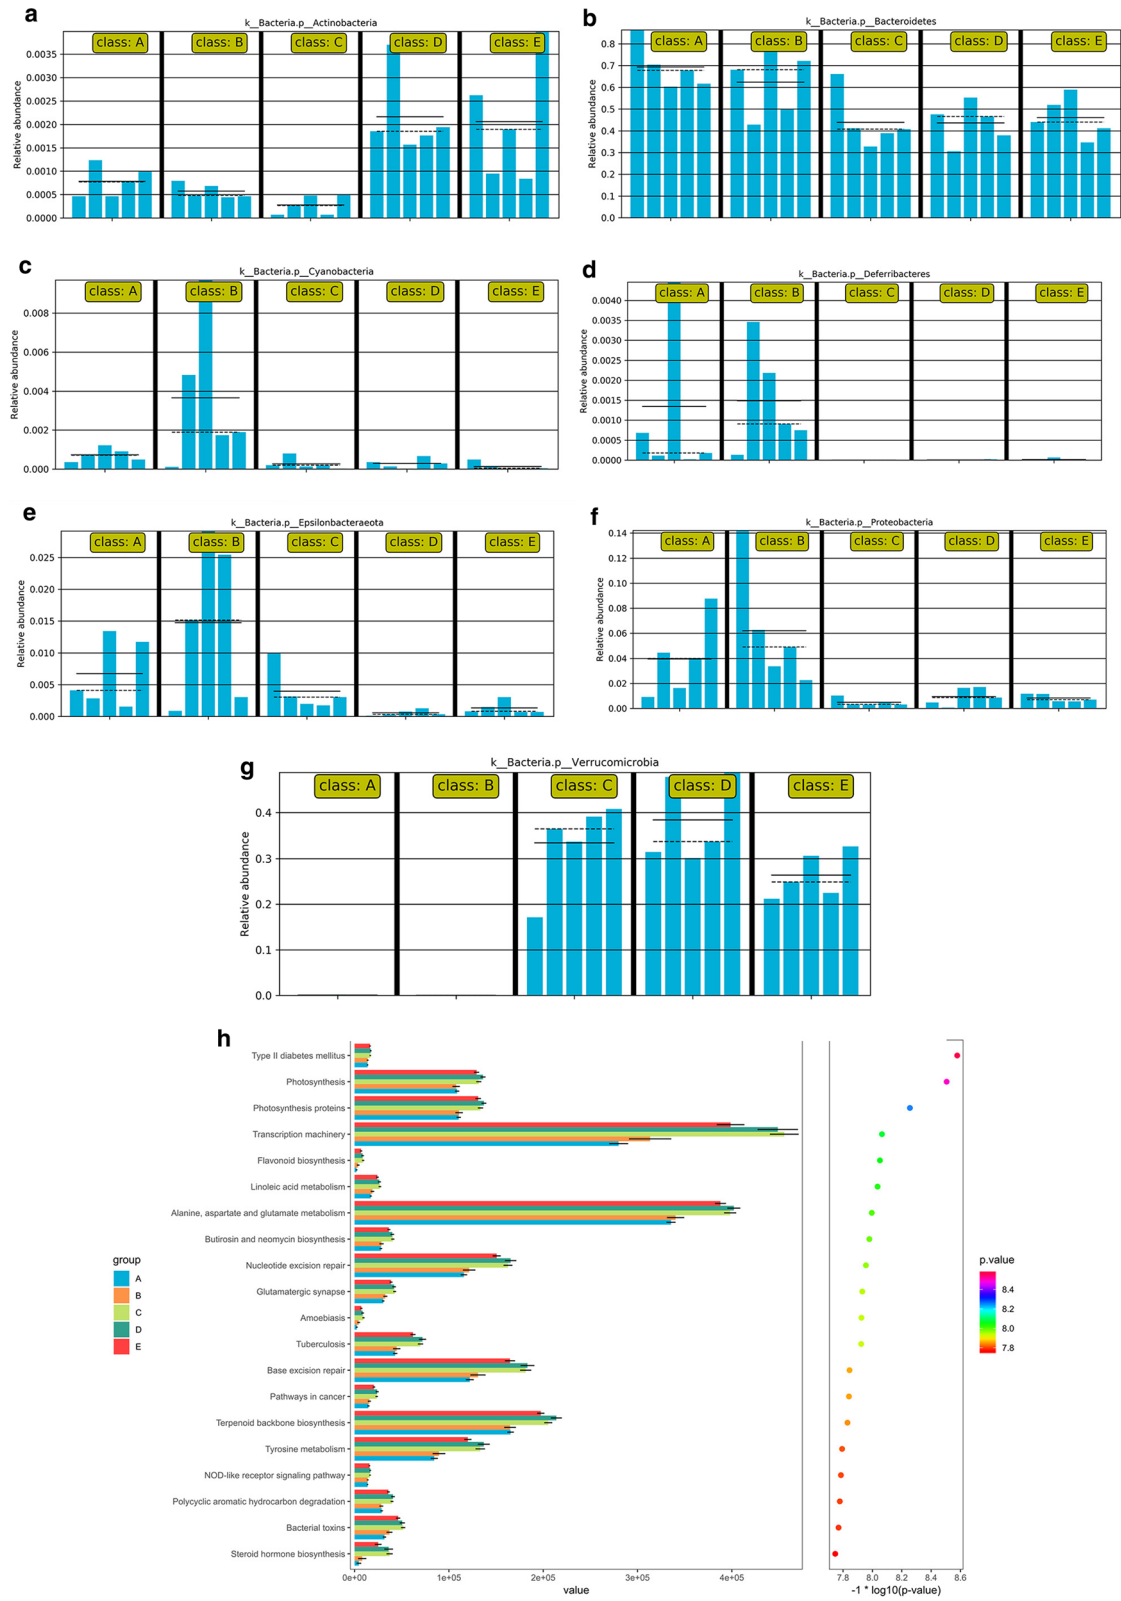 a
k__Bacteria.p__Actinobacteria
class: A
class: B
class: C
class: D
class: E
0.0035
0.0030
0.0025
0.0020
0.0015
0.0010
0.0005
0.0000
Relative abundance
b
k__Bacteria.p__Bacteroidetes
class: A
class: B
class: C
class: D
class: E
0.8
0.7
0.6
0.5
0.4
0.3
0.2
0.1
0.0
Relative abundance
c
k__Bacteria.p__Cyanobacteria
class: A
class: B
class: C
class: D
class: E
0.008
0.006
0.004
0.002
0.000
Relative abundance
d
k__Bacteria.p__Deferribacteres
class: A
class: B
class: C
class: D
class: E
0.0040
0.0035
0.0030
0.0025
0.0020
0.0015
0.0010
0.0005
0.0000
Relative abundance
e
k__Bacteria.p__Epsilonbacteraeota
class: A
class: B
class: C
class: D
class: E
0.025
0.020
0.015
0.010
0.005
0.000
Relative abundance
f
k__Bacteria.p__Proteobacteria
class: A
class: B
class: C
class: D
class: E
0.14
0.12
0.10
0.08
0.06
0.04
0.02
0.00
Relative abundance
g
k__Bacteria.p__Verrucomicrobia
class: A
class: B
class: C
class: D
class: E
0.4
0.3
0.2
0.1
0.0
Relative abundance
h
Type II diabetes mellitus
Photosynthesis
Photosynthesis proteins
Transcription machinery
Flavonoid biosynthesis
Linoleic acid metabolism
Alanine, aspartate and glutamate metabolism
Butirosin and neomycin biosynthesis
Nucleotide excision repair
Glutamatergic synapse
Amoebiasis
Tuberculosis
Base excision repair
Pathways in cancer
Terpenoid backbone biosynthesis
Tyrosine metabolism
NOD-like receptor signaling pathway
Polycyclic aromatic hydrocarbon degradation
Bacterial toxins
Steroid hormone biosynthesis
group
A
B
C
D
E
0e+00
1e+05
2e+05
3e+05
4e+05
value
7.8
8.0
8.2
8.4
8.6
-1 * log10(p-value)
p.value
8.4
8.2
8.0
7.8